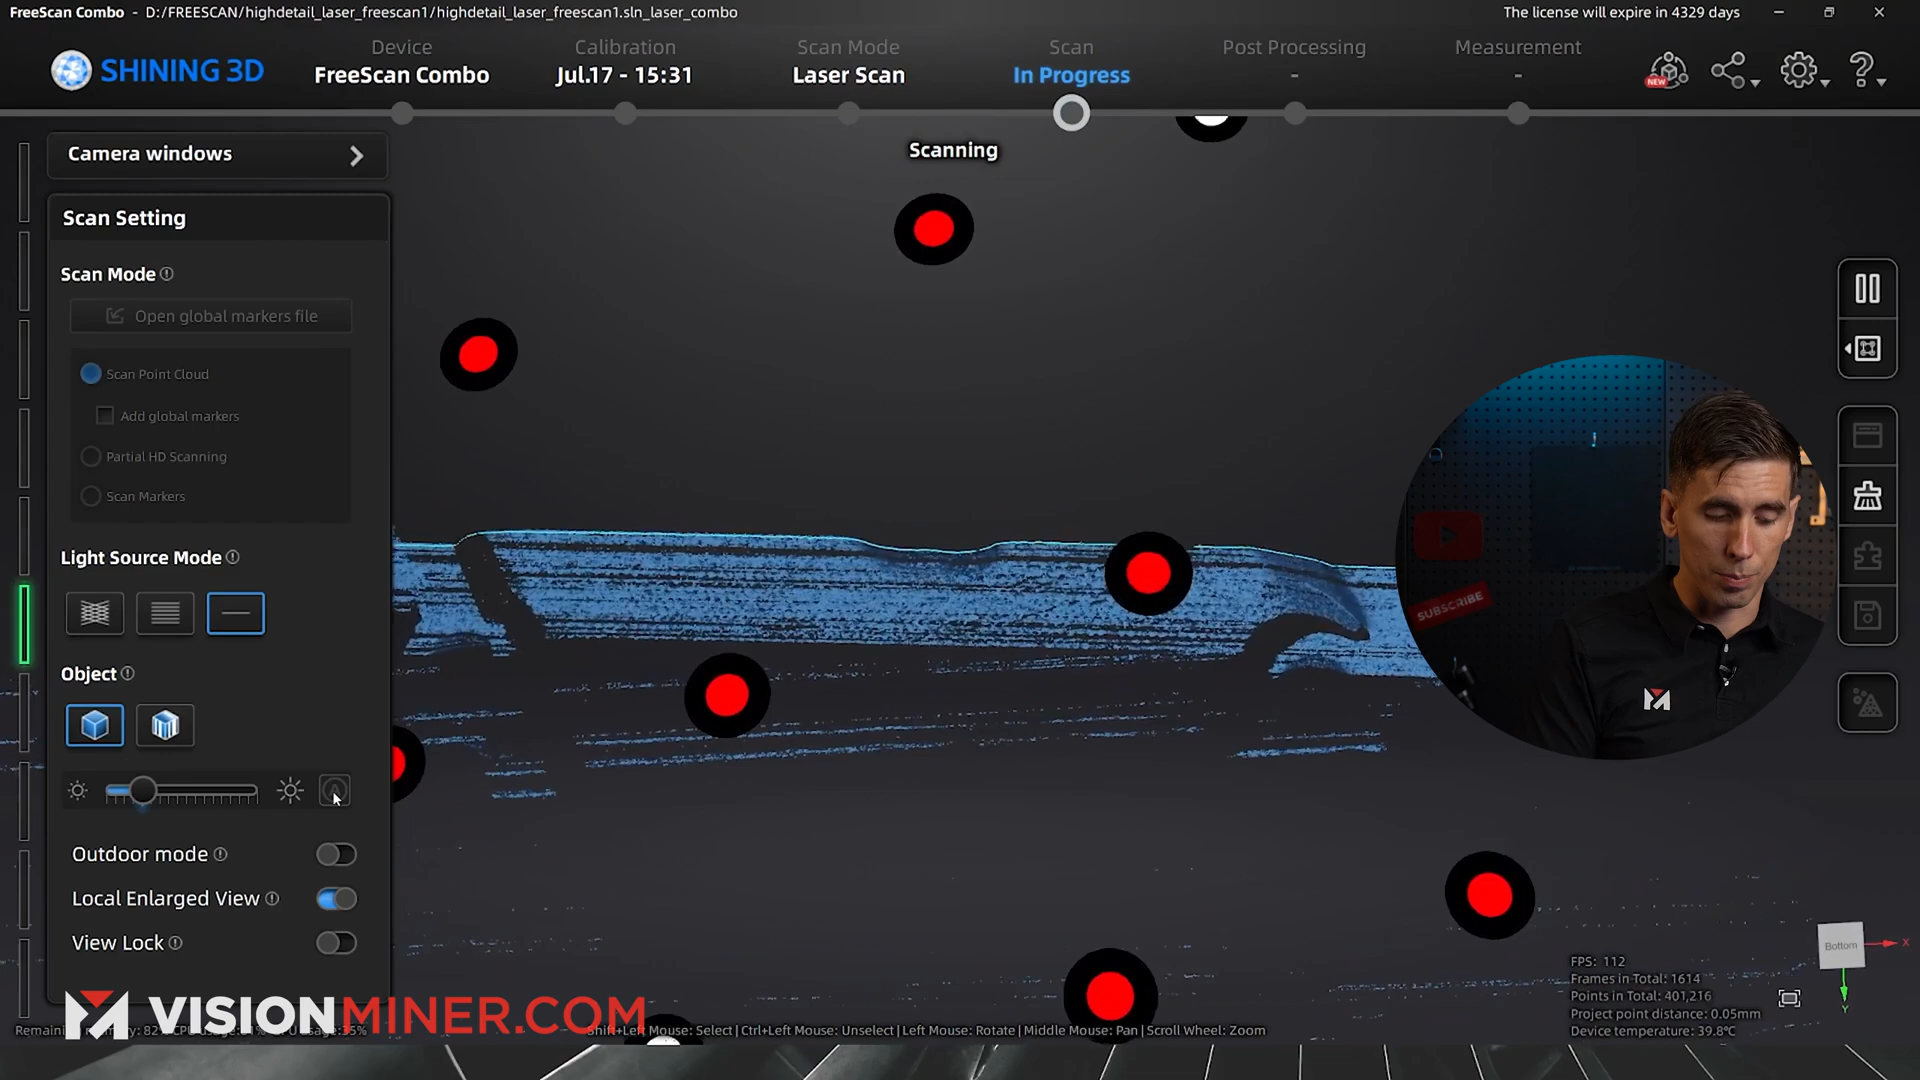 FreeScan Combo - D:/FREESCAN/highdetail_laser_freescan1/highdetail_laser_freescan1.sln_laser_combo
The license will expire in 4329 days
SHINING 3D
Device
FreeScan Combo
Calibration
Jul.17 - 15:31
Scan Mode
Laser Scan
Scan
In Progress
Post Processing
-
Measurement
-
NEW
Camera windows
Scanning
Scan Setting
Scan Mode
Open global markers file
Scan Point Cloud
Add global markers
Partial HD Scanning
Scan Markers
Light Source Mode
Object
Outdoor mode
Local Enlarged View
View Lock
SUBSCRIBE
Bottom
X
Y
FPS: 112
Frames in Total: 1614
Points in Total: 401,216
Project point distance: 0.05mm
Device temperature: 39.8°C
VISIONMINER.COM
Shift+Left Mouse: Select | Ctrl+Left Mouse: Unselect | Left Mouse: Rotate | Middle Mouse: Pan | Scroll Wheel: Zoom